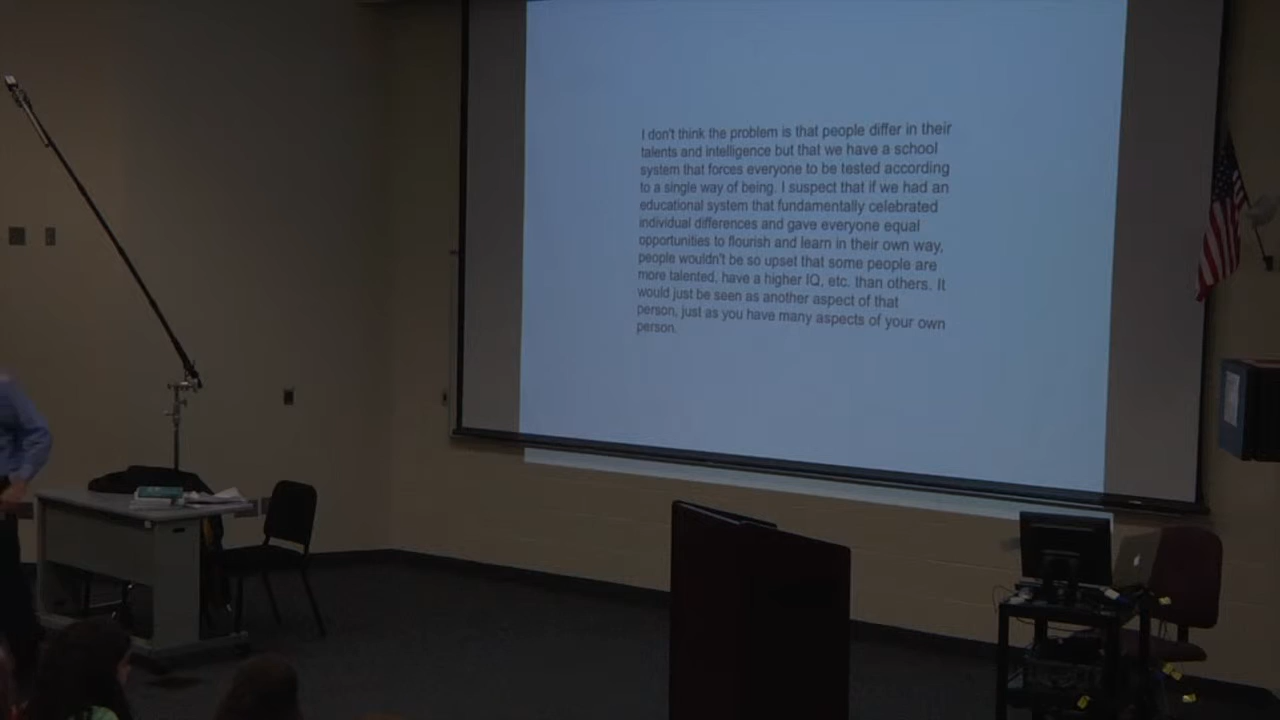 I don't think the problem is that people differ in their
talents and intelligence but that we have a school
system that forces everyone to be tested according
to a single way of being. I suspect that if we had an
educational system that fundamentally celebrated
individual differences and gave everyone equal
opportunities to flourish and learn in their own way,
people wouldn't be so upset that some people are
more talented, have a higher IQ, etc. than others. It
would just be seen as another aspect of that
person, just as you have many aspects of your own
person.